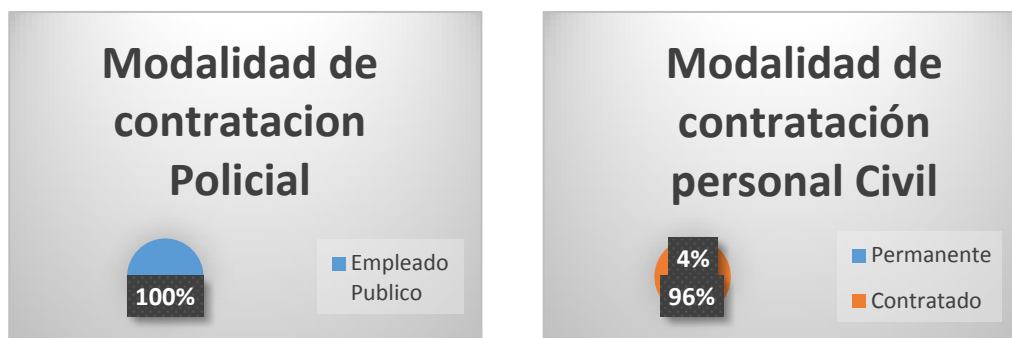 Modalidad de
contratacion
Policial
100%
Empleado
Publico
Modalidad de
contratación
personal Civil
4%
96%
Permanente
Contratado